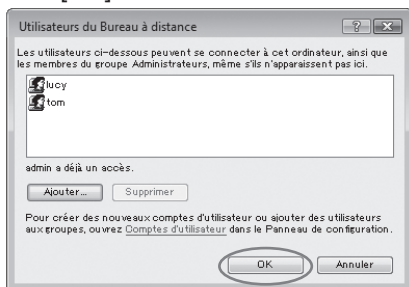 Utilisateurs du Bureau à distance
Les utilisateurs ci-dessous peuvent se connecter à cet ordinateur, ainsi que
les membres du groupe Administrateurs, même s'ils n'apparaissent pas ici.
lucy
tom
admin a déjà un accès.
Ajouter... Supprimer
Pour créer des nouveaux comptes d'utilisateur ou ajouter des utilisateurs
aux groupes, ouvrez Comptes d'utilisateur dans le Panneau de configuration.
OK Annuler